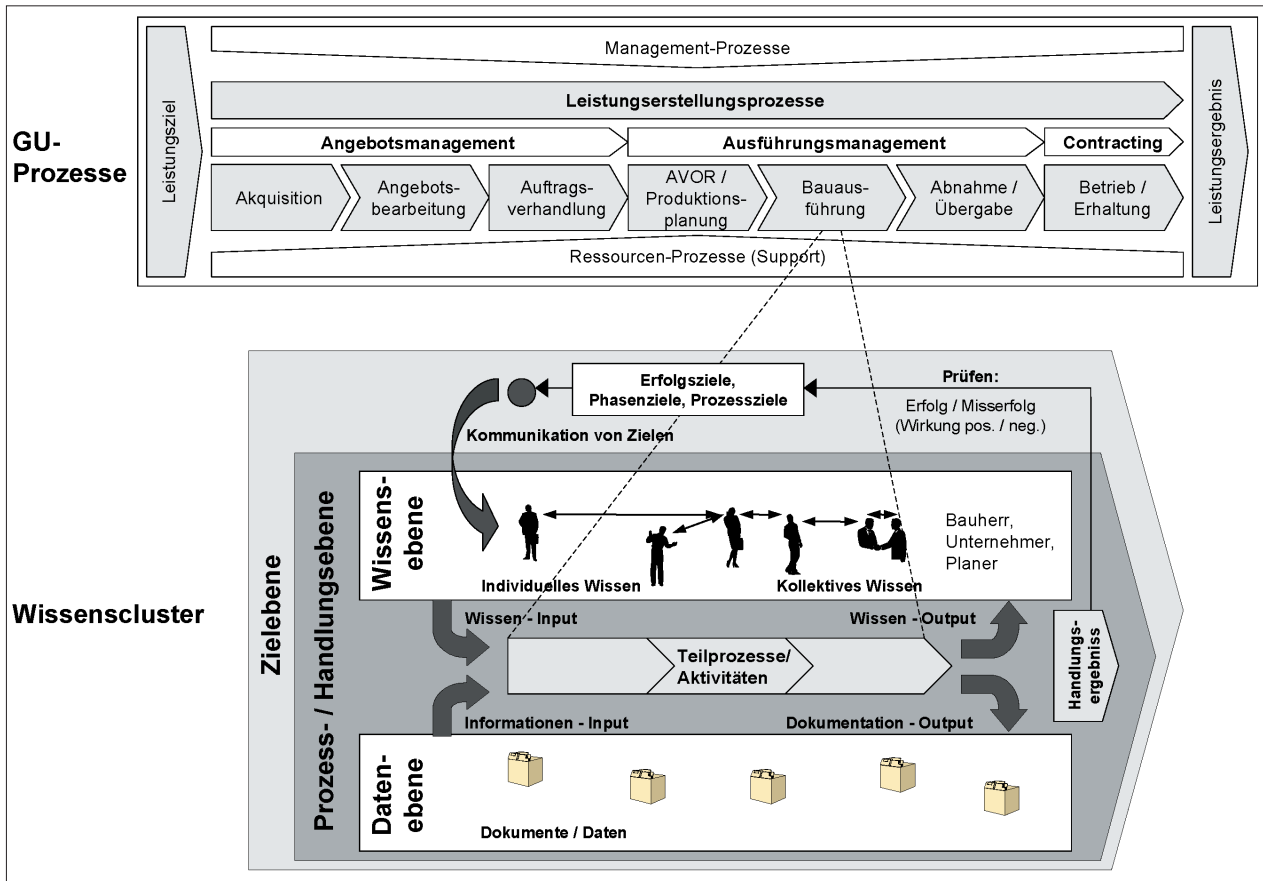 Management-Prozesse
Leistungsziel
Leistungserstellungsprozesse
Leistungsergebnis
GU-
Prozesse
Angebotsmanagement
Ausführungsmanagement
Contracting
Akquisition
Angebots-
bearbeitung
Auftrags-
verhandlung
AVOR /
Produktions-
planung
Bauaus-
führung
Abnahme /
Übergabe
Betrieb /
Erhaltung
Ressourcen-Prozesse (Support)
Wissenscluster
Zielebene
Erfolgsziele,
Phasenziele, Prozessziele
Prüfen:
Erfolg / Misserfolg
(Wirkung pos. / neg.)
Kommunikation von Zielen
Prozess- / Handlungsebene
Wissens-
ebene
Bauherr,
Unternehmer,
Planer
Individuelles Wissen
Kollektives Wissen
Wissen - Input
Wissen - Output
Teilprozesse/
Aktivitäten
Handlungs-
ergebniss
Informationen - Input
Dokumentation - Output
Daten-
ebene
Dokumente / Daten